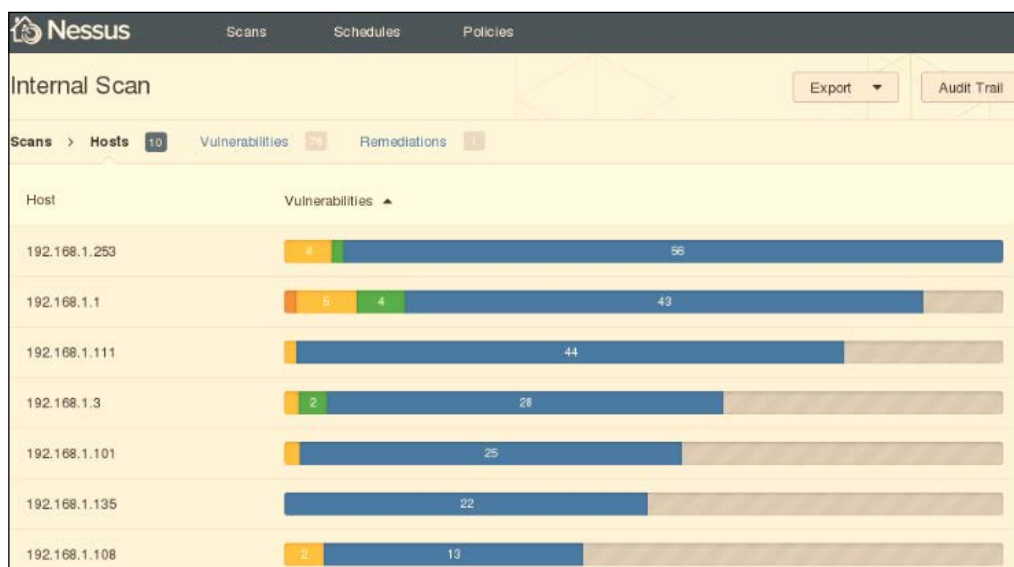 Nessus Scans Schedules Policies
Internal Scan Export Audit Trail
Scans > Hosts 10 Vulnerabilities 76 Remediations 1
Host Vulnerabilities
192.168.1.253 4 56
192.168.1.1 5 4 43
192.168.1.111 44
192.168.1.3 2 28
192.168.1.101 25
192.168.1.135 22
192.168.1.108 2 13